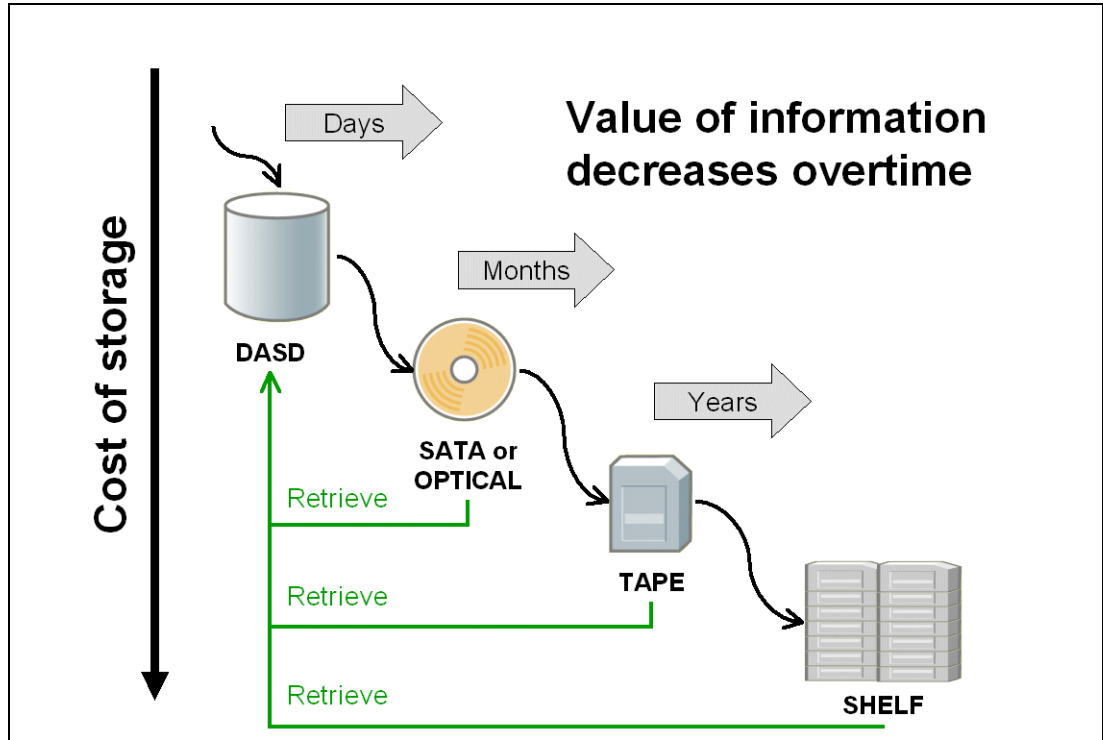 Days
Value of information
decreases overtime
Cost of storage
Months
DASD
Years
SATA or
OPTICAL
Retrieve
TAPE
Retrieve
Retrieve
SHELF